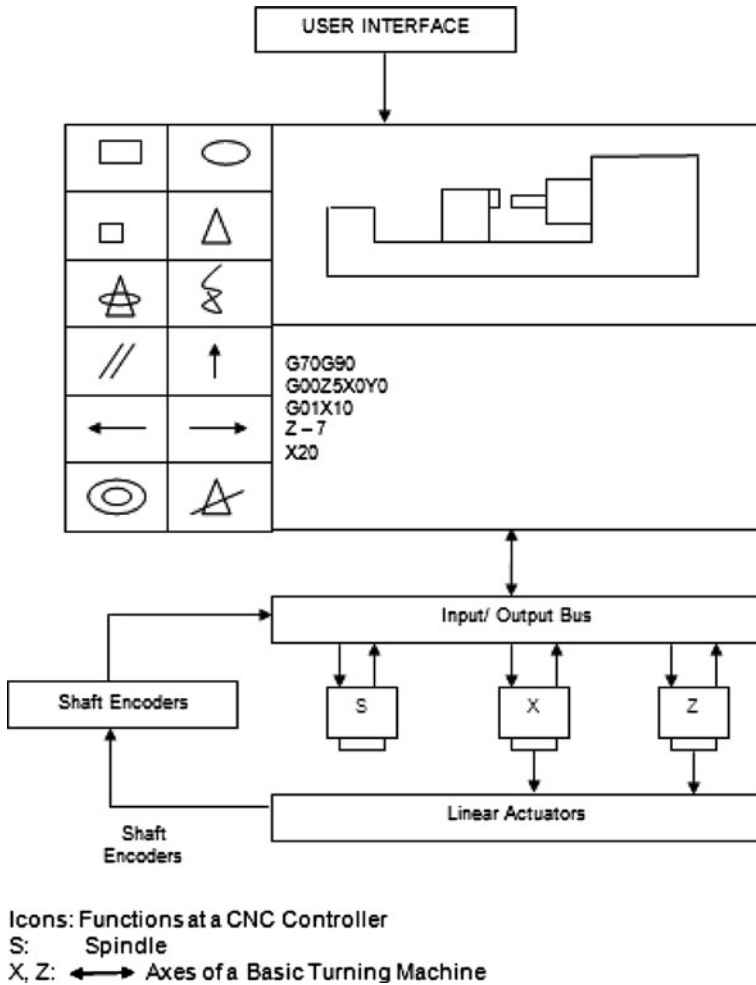 USER INTERFACE
G70G90
G00Z5X0Y0
G01X10
Z – 7
X20
Input/ Output Bus
Shaft Encoders
S
X
Z
Linear Actuators
Shaft
Encoders
Icons: Functions at a CNC Controller
S: Spindle
X, Z: Axes of a Basic Turning Machine